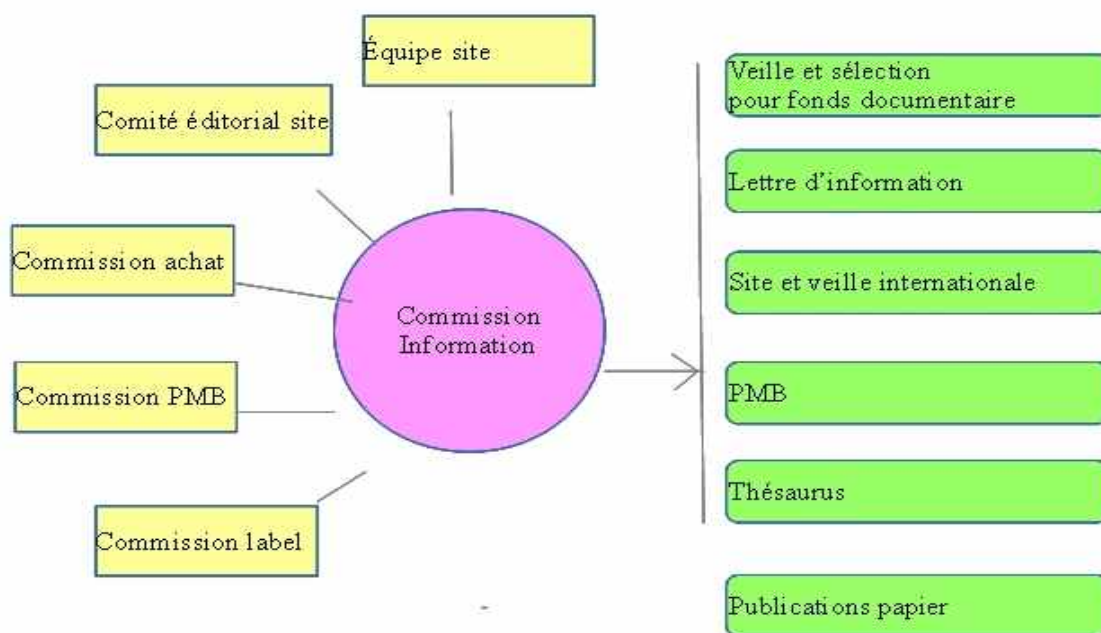 Équipe site
Comité éditorial site
Commission achat
Commission PMB
Commission label
Commission
Information
Veille et sélection
pour fonds documentaire
Lettre d'information
Site et veille internationale
PMB
Thésaurus
Publications papier